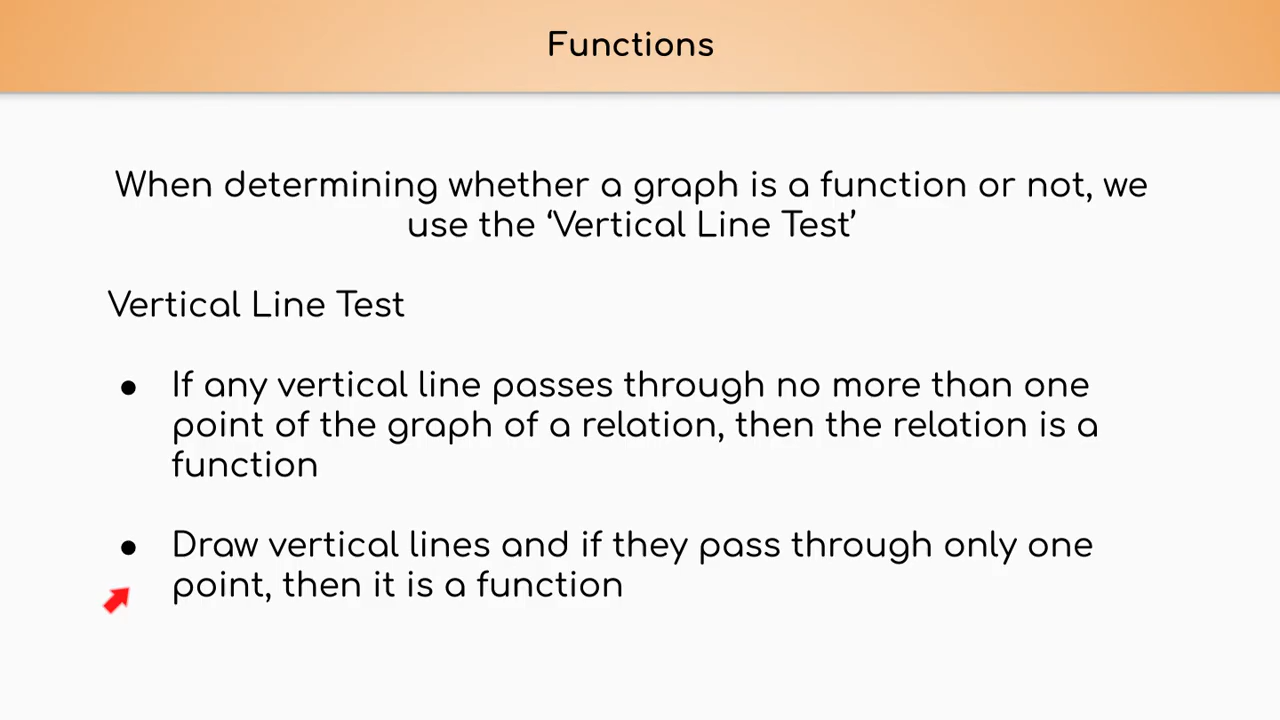 Functions
When determining whether a graph is a function or not, we
use the ‘Vertical Line Test’
Vertical Line Test
● If any vertical line passes through no more than one
point of the graph of a relation, then the relation is a
function
● Draw vertical lines and if they pass through only one
point, then it is a function